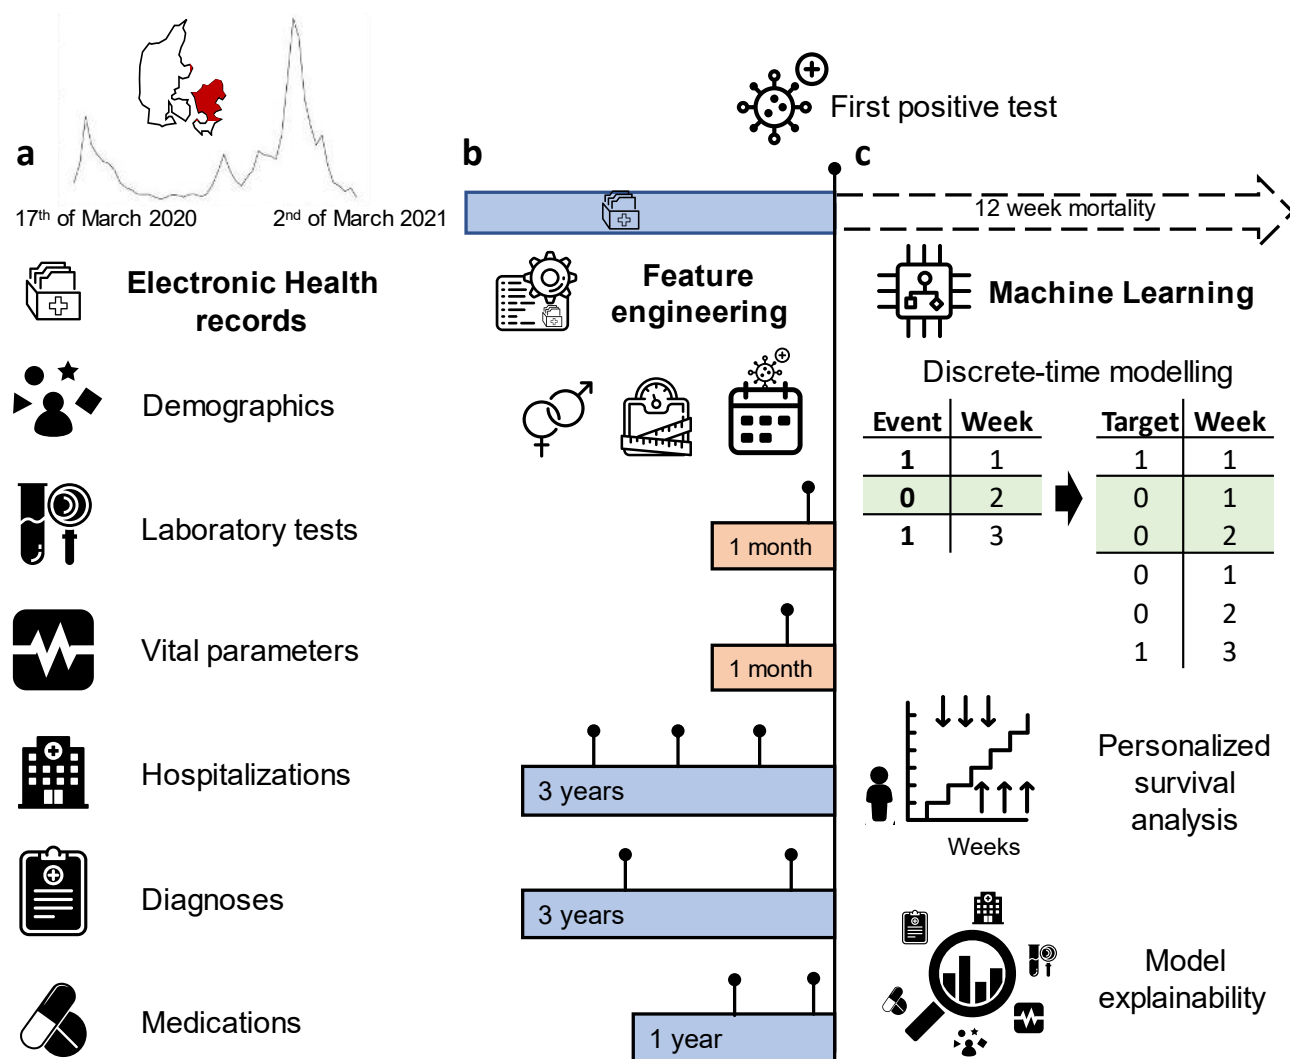 First positive test
a
b
c
17th of March 2020
2nd of March 2021
12 week mortality
Electronic Health
records
Feature
engineering
Machine Learning
Demographics
Discrete-time modelling
Event Week
1 1
0 2
1 3
Target Week
1 1
0 1
0 2
0 1
0 2
1 3
Laboratory tests
1 month
Vital parameters
1 month
Hospitalizations
3 years
Weeks
Personalized
survival
analysis
Diagnoses
3 years
Medications
1 year
Model
explainability